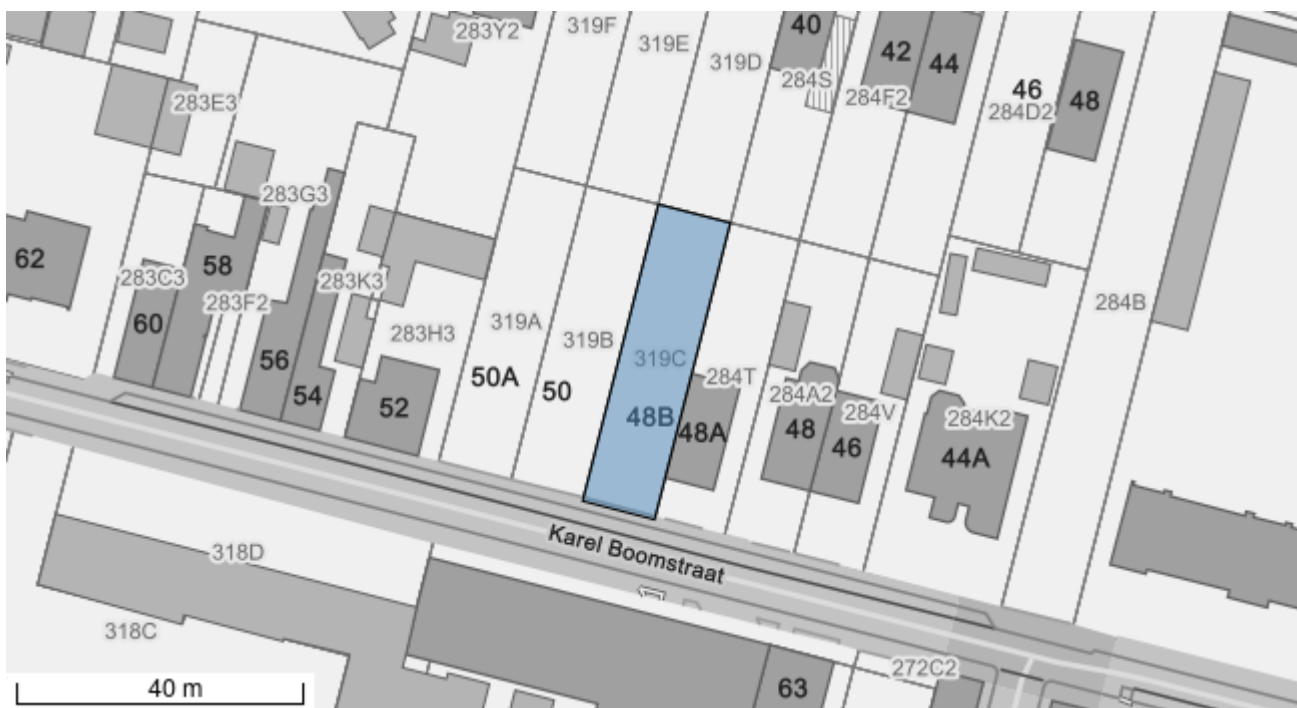 283Y2
319F
319E
319D
40
284S
42
44
284F2
46
284D2
48
283E3
283G3
62
283C3
58
283K3
283F2
60
283H3
319A
319B
319C
284T
284B
56
54
52
50A
50
48B
48A
284A2
48
284V
46
284K2
44A
Karel Boomstraat
318D
318C
272C2
63
40 m